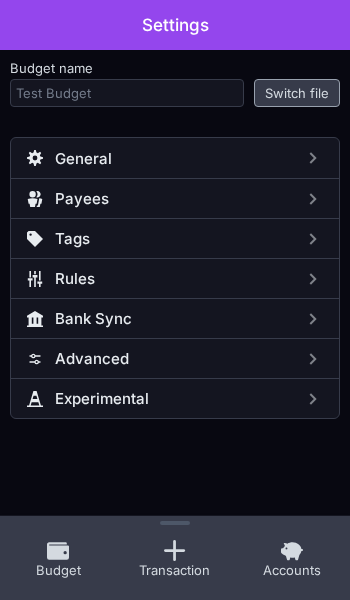 Settings
Budget name
Test Budget
Switch file
General
Payees
Tags
Rules
Bank Sync
Advanced
Experimental
Budget
Transaction
Accounts